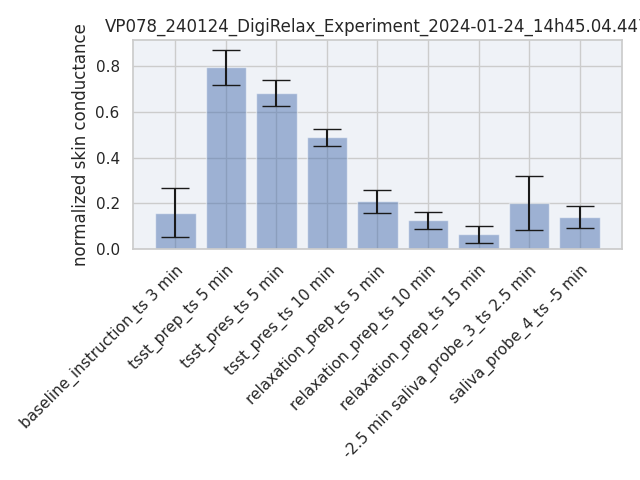 VP078_240124_DigiRelax_Experiment_2024-01-24_14h45.04.447
normalized skin conductance
0.8
0.6
0.4
0.2
0.0
baseline_instruction_ts 3 min
tsst_prep_ts 5 min
tsst_pres_ts 5 min
tsst_pres_ts 10 min
relaxation_prep_ts 5 min
relaxation_prep_ts 10 min
relaxation_prep_ts 15 min
-2.5 min saliva_probe_3_ts 2.5 min
saliva_probe_4_ts -5 min